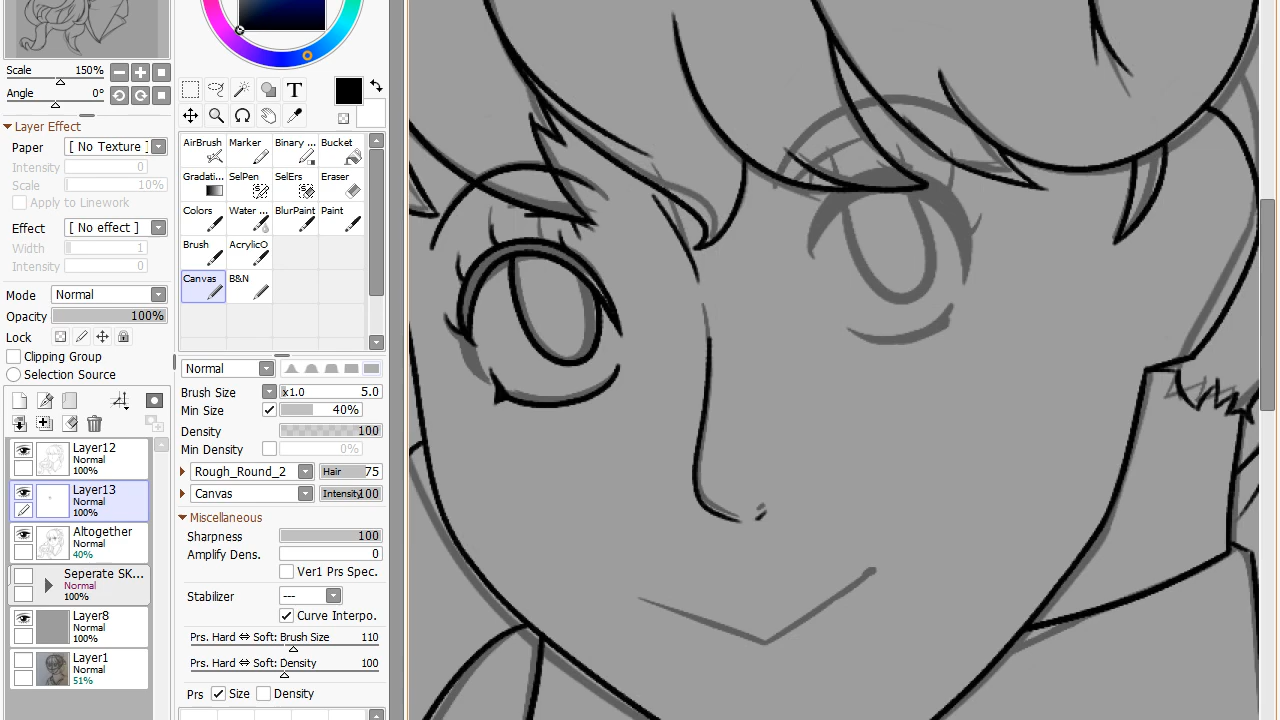 Scale 150%
Angle 0°
Layer Effect
Paper [ No Texture ]
Intensity 0
Scale 10%
Apply to Linework
Effect [ No effect ]
Width 1
Intensity 0
Mode Normal
Opacity 100%
Lock
Clipping Group
Selection Source
Layer12
Normal
100%
Layer13
Normal
100%
Altogether
Normal
40%
Seperate SK...
Normal
100%
Layer8
Normal
100%
Layer1
Normal
51%
T
AirBrush Marker Binary ... Bucket
Gradati... SelPen SelErs Eraser
Colors Water ... BlurPaint Paint
Brush AcrylicO
Canvas B&N
Normal
Brush Size x1.0 5.0
Min Size 40%
Density 100
Min Density 0%
Rough_Round_2 Hair 75
Canvas Intensity 100
Miscellaneous
Sharpness 100
Amplify Dens. 0
Ver1 Prs Spec.
Stabilizer ---
Curve Interpo.
Prs. Hard ⇔ Soft: Brush Size 110
Prs. Hard ⇔ Soft: Density 100
Prs Size Density